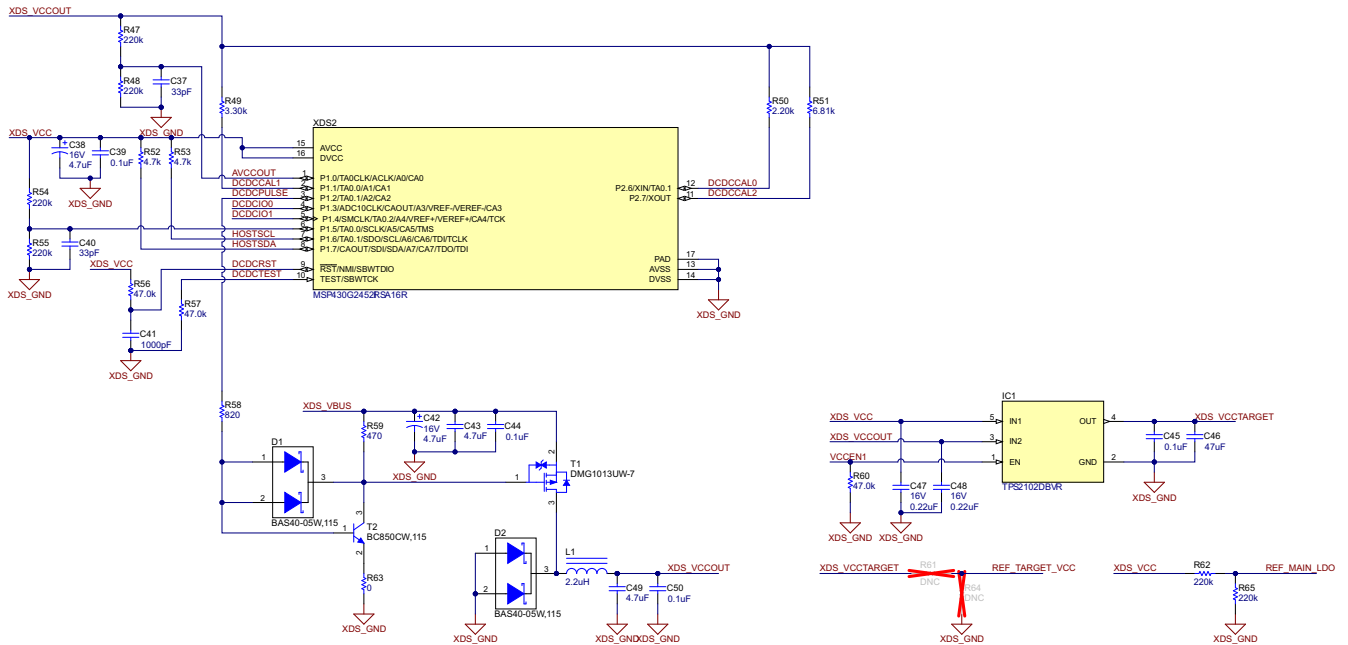 XDS_VCCOUT
R47
220k
R48
220k
C37
33pF
R49
3.30k
R50
2.20k
R51
6.81k
XDS_VCC
XDS_GND
C38
16V
4.7uF
C39
0.1uF
R52
4.7k
R53
4.7k
XDS_GND
XDS2
15
AVCC
16
DVCC
AVCCOUT
1
P1.0/TA0CLK/ACLK/A0/CA0
DCDCCAL1
2
P1.1/TA0.0/A1/CA1
DCDCPULSE
3
P1.2/TA0.1/A2/CA2
DCDCIO0
4
P1.3/ADC10CLK/CAOUT/A3/VREF-/VEREF-/CA3
DCDCIO1
5
P1.4/SMCLK/TA0.2/A4/VREF+/VEREF+/CA4/TCK
6
P1.5/TA0.0/SCLK/A5/CA5/TMS
HOSTSCL
7
P1.6/TA0.1/SDO/SCL/A6/CA6/TDI/TCLK
HOSTSDA
8
P1.7/CAOUT/SDI/SDA/A7/CA7/TDO/TDI
DCDCRST
9
RST/NMI/SBWTDIO
DCDCTEST
10
TEST/SBWTCK
P2.6/XIN/TA0.1
12
DCDCCAL0
P2.7/XOUT
11
DCDCCAL2
PAD
17
AVSS
13
DVSS
14
MSP430G2452IRSA16R
XDS_GND
R54
220k
R55
220k
C40
33pF
XDS_GND
XDS_VCC
R56
47.0k
R57
47.0k
C41
1000pF
XDS_GND
R58
820
XDS_VBUS
R59
470
C42
16V
4.7uF
C43
4.7uF
C44
0.1uF
XDS_GND
D1
1
2
3
BAS40-05W,115
1
2
3
T1
DMG1013UW-7
1
3
2
T2
BC850CW,115
R63
0
XDS_GND
D2
1
2
3
BAS40-05W,115
XDS_GND
L1
2.2uH
XDS_VCCOUT
C49
4.7uF
C50
0.1uF
XDS_GND
XDS_GND
IC1
XDS_VCC
5
IN1
XDS_VCCOUT
3
IN2
VCCEN1
1
EN
OUT
4
XDS_VCCTARGET
GND
2
TPS2102DBVR
R60
47.0k
C47
16V
0.22uF
C48
16V
0.22uF
XDS_GND
XDS_GND
C45
0.1uF
C46
47uF
XDS_GND
XDS_VCCTARGET
R61
DNC
REF_TARGET_VCC
R64
DNC
XDS_GND
XDS_VCC
R62
220k
REF_MAIN_LDO
R65
220k
XDS_GND